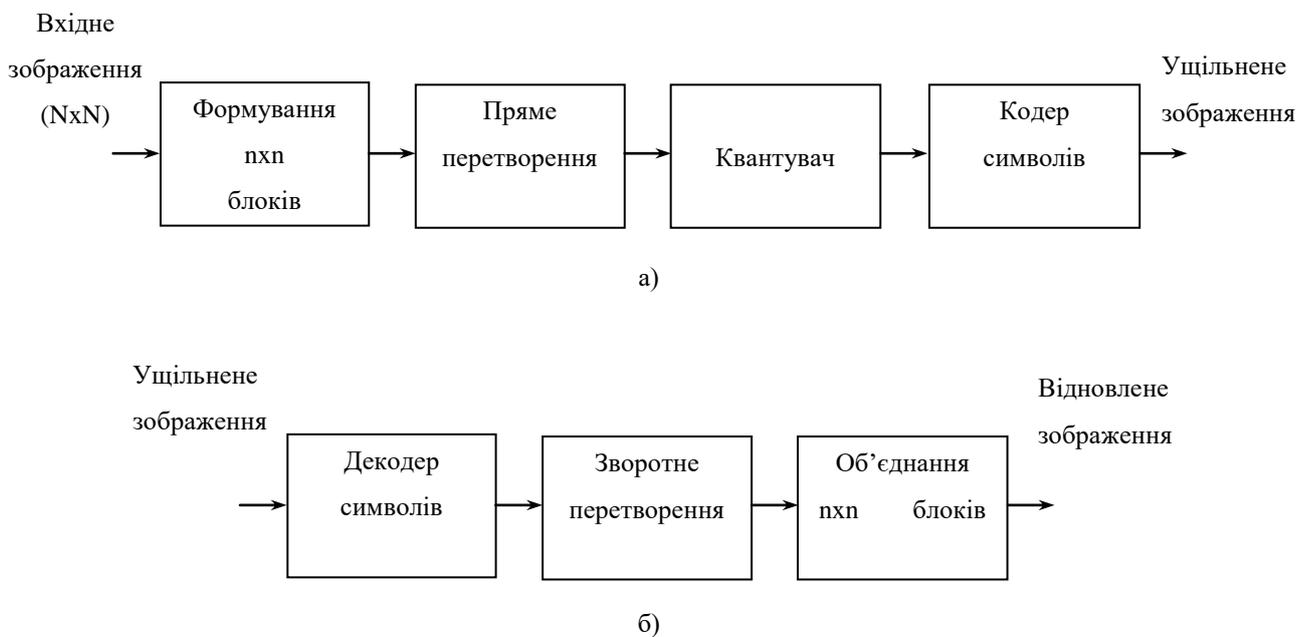 Вхідне
зображення
(NxN)
Формування
nxn
блоків
Пряме
перетворення
Квантувач
Кодер
символів
Ущільнене
зображення
а)
Ущільнене
зображення
Декодер
символів
Зворотне
перетворення
Об’єднання
nxn блоків
Відновлене
зображення
б)